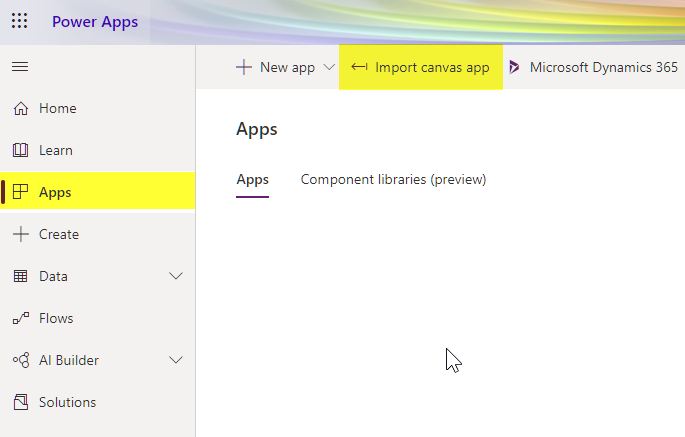 Power Apps
New app
Import canvas app
Microsoft Dynamics 365
Home
Learn
Apps
Create
Data
Flows
AI Builder
Solutions
Apps
Apps
Component libraries (preview)